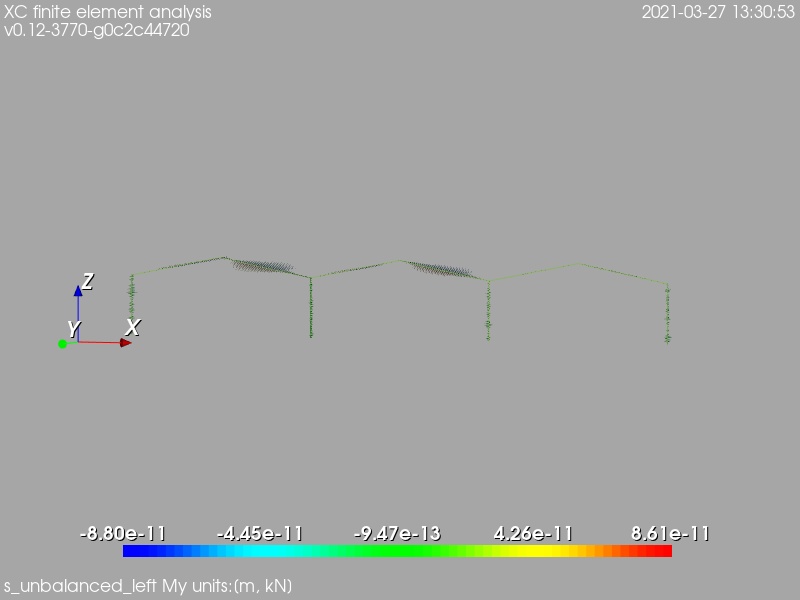 XC finite element analysis
v0.12-3770-g0c2c44720
2021-03-27 13:30:53
Z
Y
X
-8.80e-11 -4.45e-11 -9.47e-13 4.26e-11 8.61e-11
s_unbalanced_left My units:[m, kN]